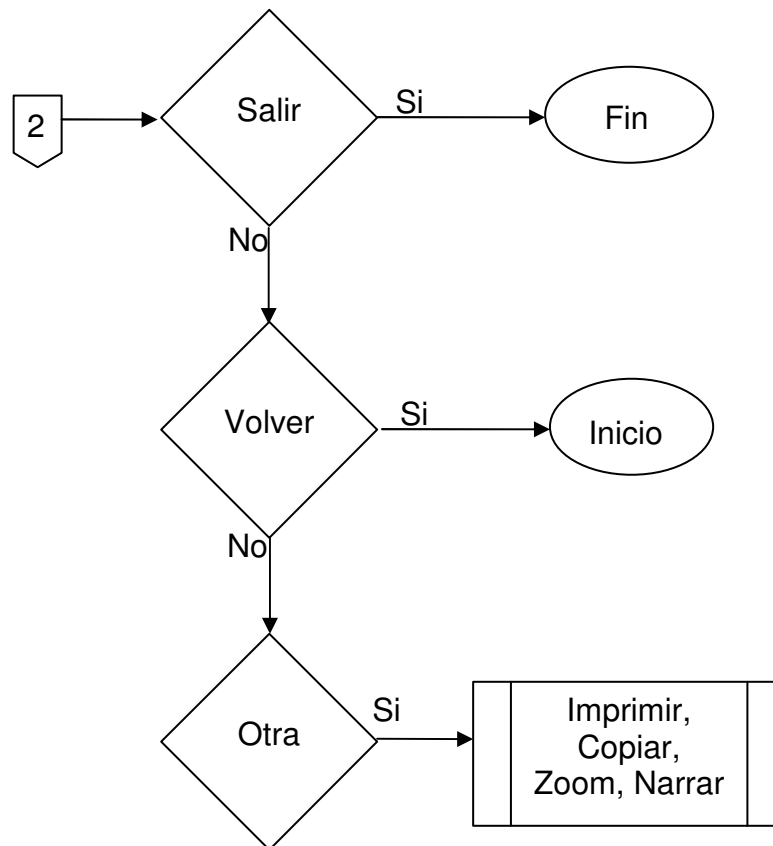 2
Salir
Si
Fin
No
Volver
Si
Inicio
No
Otra
Si
Imprimir,
Copiar,
Zoom, Narrar